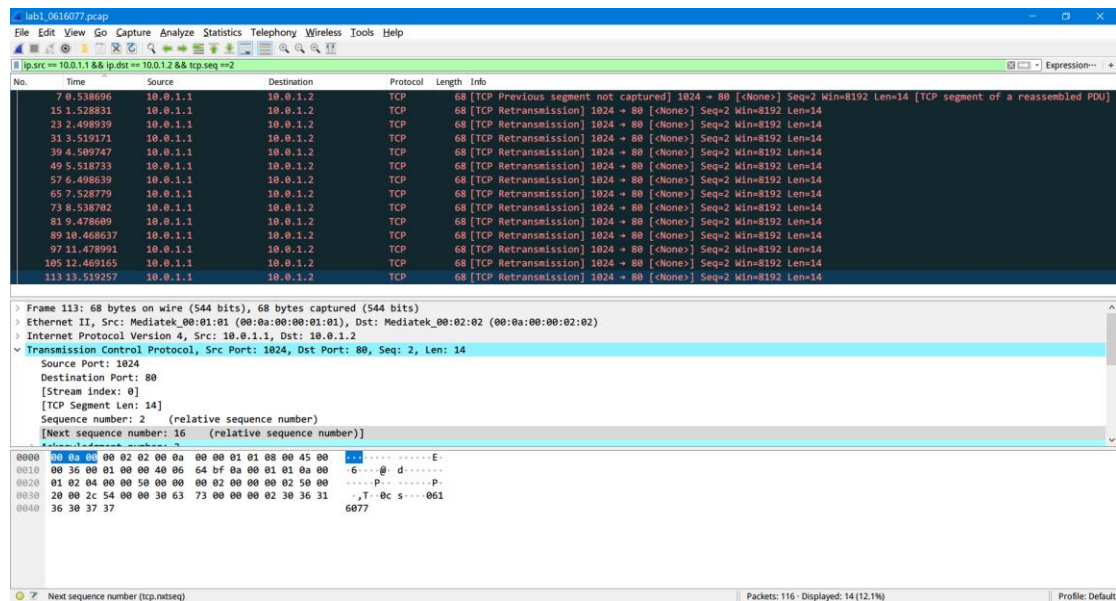 lab1_0616077.pcap
File Edit View Go Capture Analyze Statistics Telephony Wireless Tools Help
ip.src == 10.0.1.1 && ip.dst == 10.0.1.2 && tcp.seq ==2 Expression… +
No. Time Source Destination Protocol Length Info
7 0.538696 10.0.1.1 10.0.1.2 TCP 68 [TCP Previous segment not captured] 1024 → 80 [<None>] Seq=2 Win=8192 Len=14 [TCP segment of a reassembled PDU]
15 1.528831 10.0.1.1 10.0.1.2 TCP 68 [TCP Retransmission] 1024 → 80 [<None>] Seq=2 Win=8192 Len=14
23 2.498939 10.0.1.1 10.0.1.2 TCP 68 [TCP Retransmission] 1024 → 80 [<None>] Seq=2 Win=8192 Len=14
31 3.519171 10.0.1.1 10.0.1.2 TCP 68 [TCP Retransmission] 1024 → 80 [<None>] Seq=2 Win=8192 Len=14
39 4.509747 10.0.1.1 10.0.1.2 TCP 68 [TCP Retransmission] 1024 → 80 [<None>] Seq=2 Win=8192 Len=14
49 5.518733 10.0.1.1 10.0.1.2 TCP 68 [TCP Retransmission] 1024 → 80 [<None>] Seq=2 Win=8192 Len=14
57 6.498639 10.0.1.1 10.0.1.2 TCP 68 [TCP Retransmission] 1024 → 80 [<None>] Seq=2 Win=8192 Len=14
65 7.528779 10.0.1.1 10.0.1.2 TCP 68 [TCP Retransmission] 1024 → 80 [<None>] Seq=2 Win=8192 Len=14
73 8.538702 10.0.1.1 10.0.1.2 TCP 68 [TCP Retransmission] 1024 → 80 [<None>] Seq=2 Win=8192 Len=14
81 9.478609 10.0.1.1 10.0.1.2 TCP 68 [TCP Retransmission] 1024 → 80 [<None>] Seq=2 Win=8192 Len=14
89 10.468637 10.0.1.1 10.0.1.2 TCP 68 [TCP Retransmission] 1024 → 80 [<None>] Seq=2 Win=8192 Len=14
97 11.478991 10.0.1.1 10.0.1.2 TCP 68 [TCP Retransmission] 1024 → 80 [<None>] Seq=2 Win=8192 Len=14
105 12.469165 10.0.1.1 10.0.1.2 TCP 68 [TCP Retransmission] 1024 → 80 [<None>] Seq=2 Win=8192 Len=14
113 13.519257 10.0.1.1 10.0.1.2 TCP 68 [TCP Retransmission] 1024 → 80 [<None>] Seq=2 Win=8192 Len=14
> Frame 113: 68 bytes on wire (544 bits), 68 bytes captured (544 bits)
> Ethernet II, Src: Mediatek_00:01:01 (00:0a:00:00:01:01), Dst: Mediatek_00:02:02 (00:0a:00:00:02:02)
> Internet Protocol Version 4, Src: 10.0.1.1, Dst: 10.0.1.2
Transmission Control Protocol, Src Port: 1024, Dst Port: 80, Seq: 2, Len: 14
Source Port: 1024
Destination Port: 80
[Stream index: 0]
[TCP Segment Len: 14]
Sequence number: 2 (relative sequence number)
[Next sequence number: 16 (relative sequence number)]
0000 00 0a 00 00 02 02 00 0a 00 00 01 01 08 00 45 00 ··············E·
0010 00 36 00 01 00 00 40 06 64 bf 0a 00 01 01 0a 00 ·6····@·d·······
0020 01 02 04 00 00 50 00 00 00 02 00 00 00 02 50 00 ·····P········P·
0030 20 00 2c 54 00 00 30 63 73 00 00 00 02 30 36 31 ·,T··0c s····061
0040 36 30 37 37 6077
Next sequence number (tcp.nxtseq) Packets: 116 · Displayed: 14 (12.1%) Profile: Default